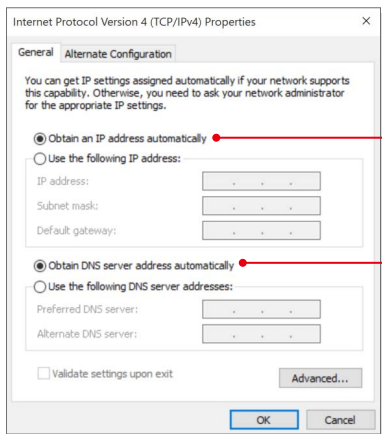 Internet Protocol Version 4 (TCP/IPv4) Properties
General Alternate Configuration
You can get IP settings assigned automatically if your network supports
this capability. Otherwise, you need to ask your network administrator
for the appropriate IP settings.
Obtain an IP address automatically
Use the following IP address:
IP address:
Subnet mask:
Default gateway:
Obtain DNS server address automatically
Use the following DNS server addresses:
Preferred DNS server:
Alternate DNS server:
Validate settings upon exit
Advanced...
OK Cancel